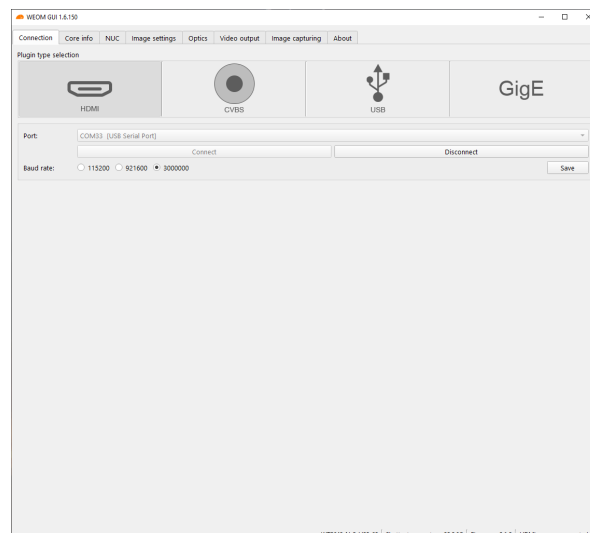 WEOM GUI 1.6.150
Connection Core info NUC Image settings Optics Video output Image capturing About
Plugin type selection
HDMI CVBS USB GigE
Port: COM33 (USB Serial Port)
Connect Disconnect
Baud rate: 115200 921600 3000000 Save